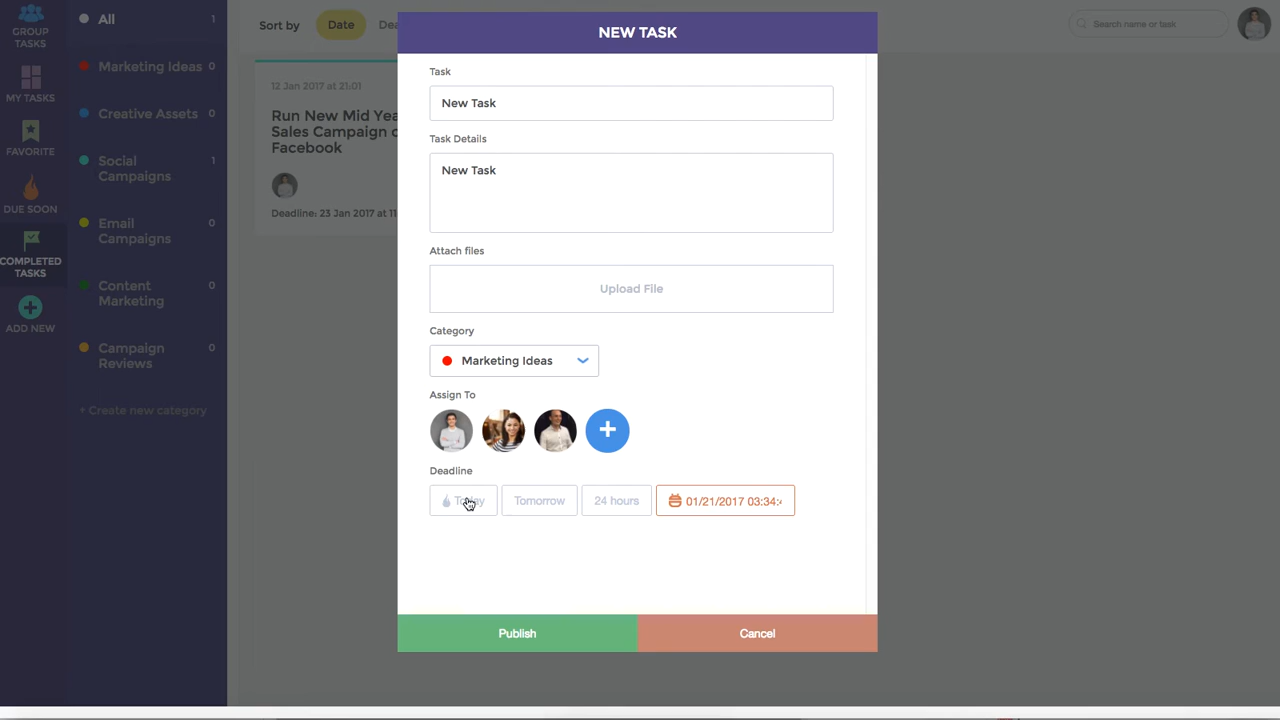 GROUP
TASKS
MY TASKS
FAVORITE
DUE SOON
COMPLETED
TASKS
ADD NEW
All 1
Marketing Ideas 0
Creative Assets 0
Social 1
Campaigns
Email 0
Campaigns
Content 0
Marketing
Campaign 0
Reviews
+ Create new category
Sort by Date
Search name or task
12 Jan 2017 at 21:01
Run New Mid Yea
Sales Campaign o
Facebook
Deadline: 23 Jan 2017 at 11
NEW TASK
Task
New Task
Task Details
New Task
Attach files
Upload File
Category
Marketing Ideas
Assign To
Deadline
Today Tomorrow 24 hours 01/21/2017 03:34:
Publish Cancel